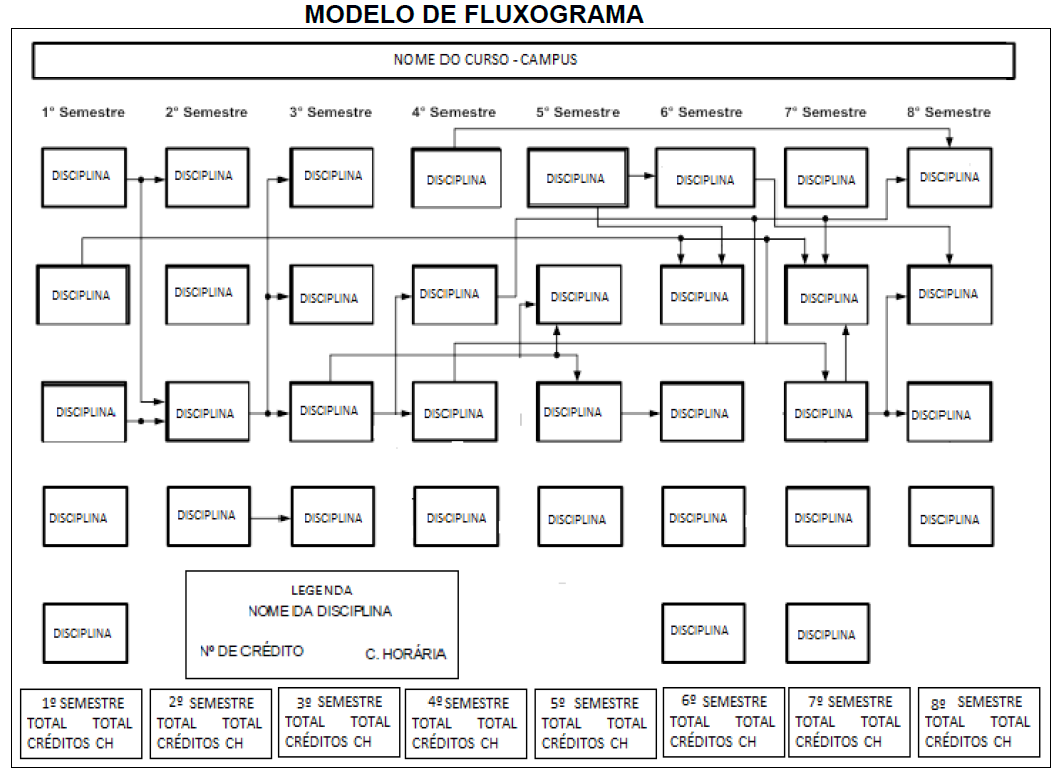 MODELO DE FLUXOGRAMA
NOME DO CURSO - CAMPUS
1° Semestre 2° Semestre 3° Semestre 4° Semestre 5° Semestre 6° Semestre 7° Semestre 8° Semestre
DISCIPLINA DISCIPLINA DISCIPLINA DISCIPLINA DISCIPLINA DISCIPLINA DISCIPLINA DISCIPLINA
DISCIPLINA DISCIPLINA DISCIPLINA DISCIPLINA DISCIPLINA DISCIPLINA DISCIPLINA DISCIPLINA
DISCIPLINA DISCIPLINA DISCIPLINA DISCIPLINA DISCIPLINA DISCIPLINA DISCIPLINA DISCIPLINA
DISCIPLINA DISCIPLINA DISCIPLINA DISCIPLINA DISCIPLINA DISCIPLINA DISCIPLINA DISCIPLINA
DISCIPLINA DISCIPLINA DISCIPLINA
LEGENDA
NOME DA DISCIPLINA
Nº DE CRÉDITO C. HORÁRIA
1º SEMESTRE 2º SEMESTRE 3º SEMESTRE 4º SEMESTRE 5º SEMESTRE 6º SEMESTRE 7º SEMESTRE 8º SEMESTRE
TOTAL TOTAL TOTAL TOTAL TOTAL TOTAL TOTAL TOTAL TOTAL TOTAL TOTAL TOTAL TOTAL TOTAL TOTAL TOTAL
CRÉDITOS CH CRÉDITOS CH CRÉDITOS CH CRÉDITOS CH CRÉDITOS CH CRÉDITOS CH CRÉDITOS CH CRÉDITOS CH